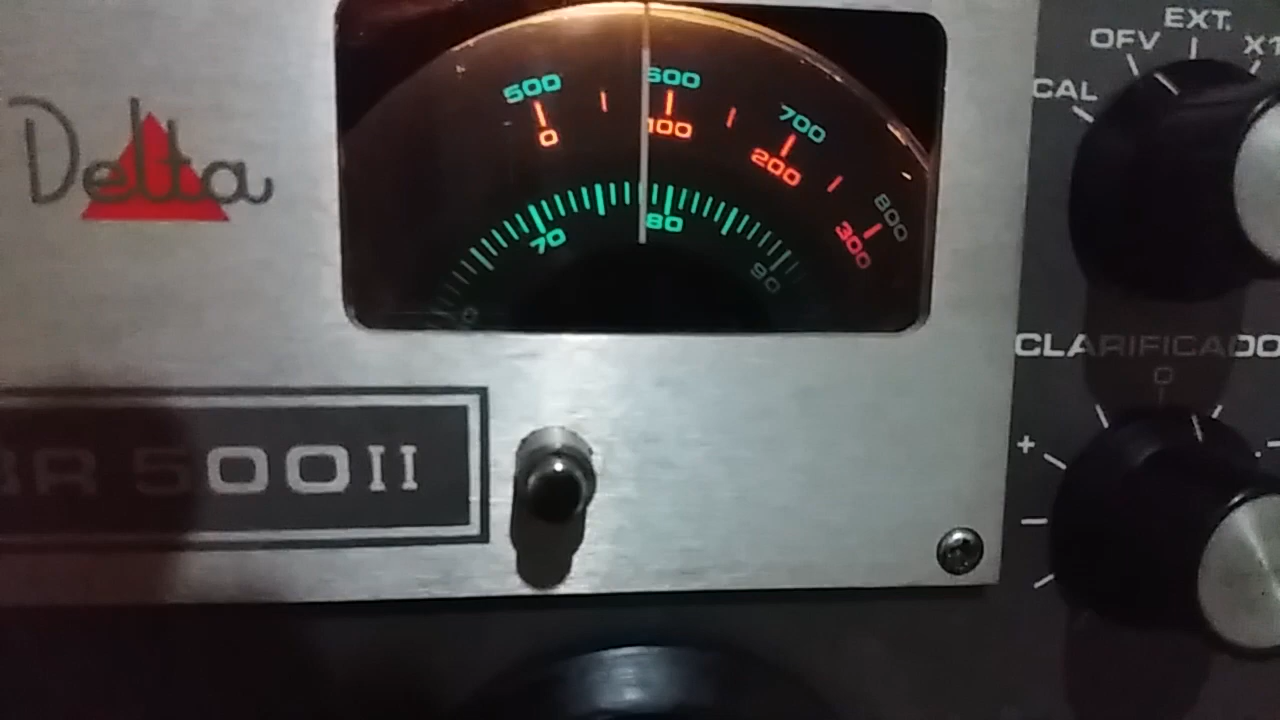 Delta
500 600 700 800
0 100 200 300
70 80 90
500II
CAL OFV EXT.
CLARIFICADO
0
+
-